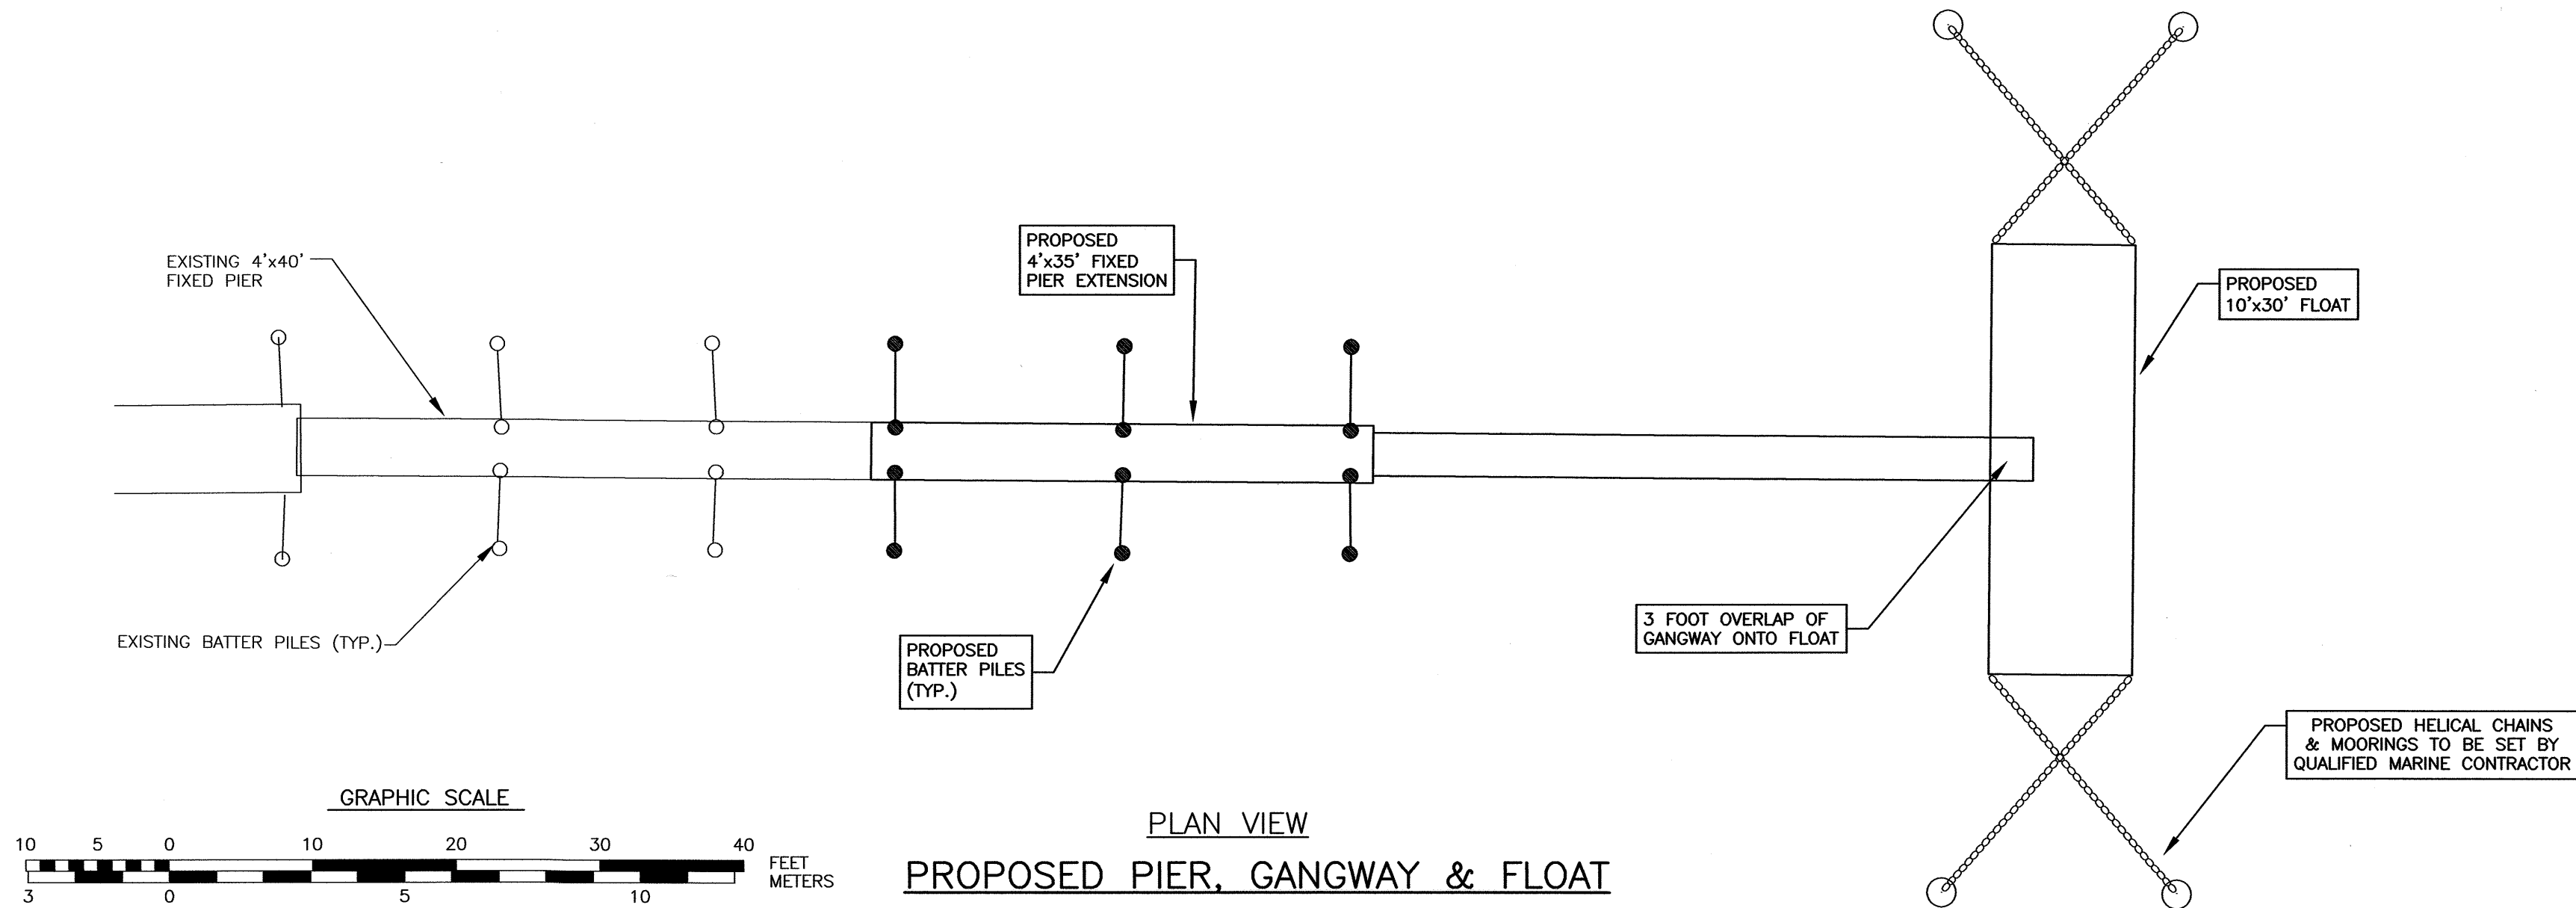 PROPOSED
4'x35' FIXED
PIER EXTENSION
EXISTING 4'x40'
FIXED PIER
PROPOSED
10'x30' FLOAT
EXISTING BATTER PILES (TYP.)
PROPOSED
BATTER PILES
(TYP.)
3 FOOT OVERLAP OF
GANGWAY ONTO FLOAT
PROPOSED HELICAL CHAINS
& MOORINGS TO BE SET BY
QUALIFIED MARINE CONTRACTOR
GRAPHIC SCALE
10 5 0 10 20 30 40
FEET
METERS
3 0 5 10
PLAN VIEW
PROPOSED PIER, GANGWAY & FLOAT